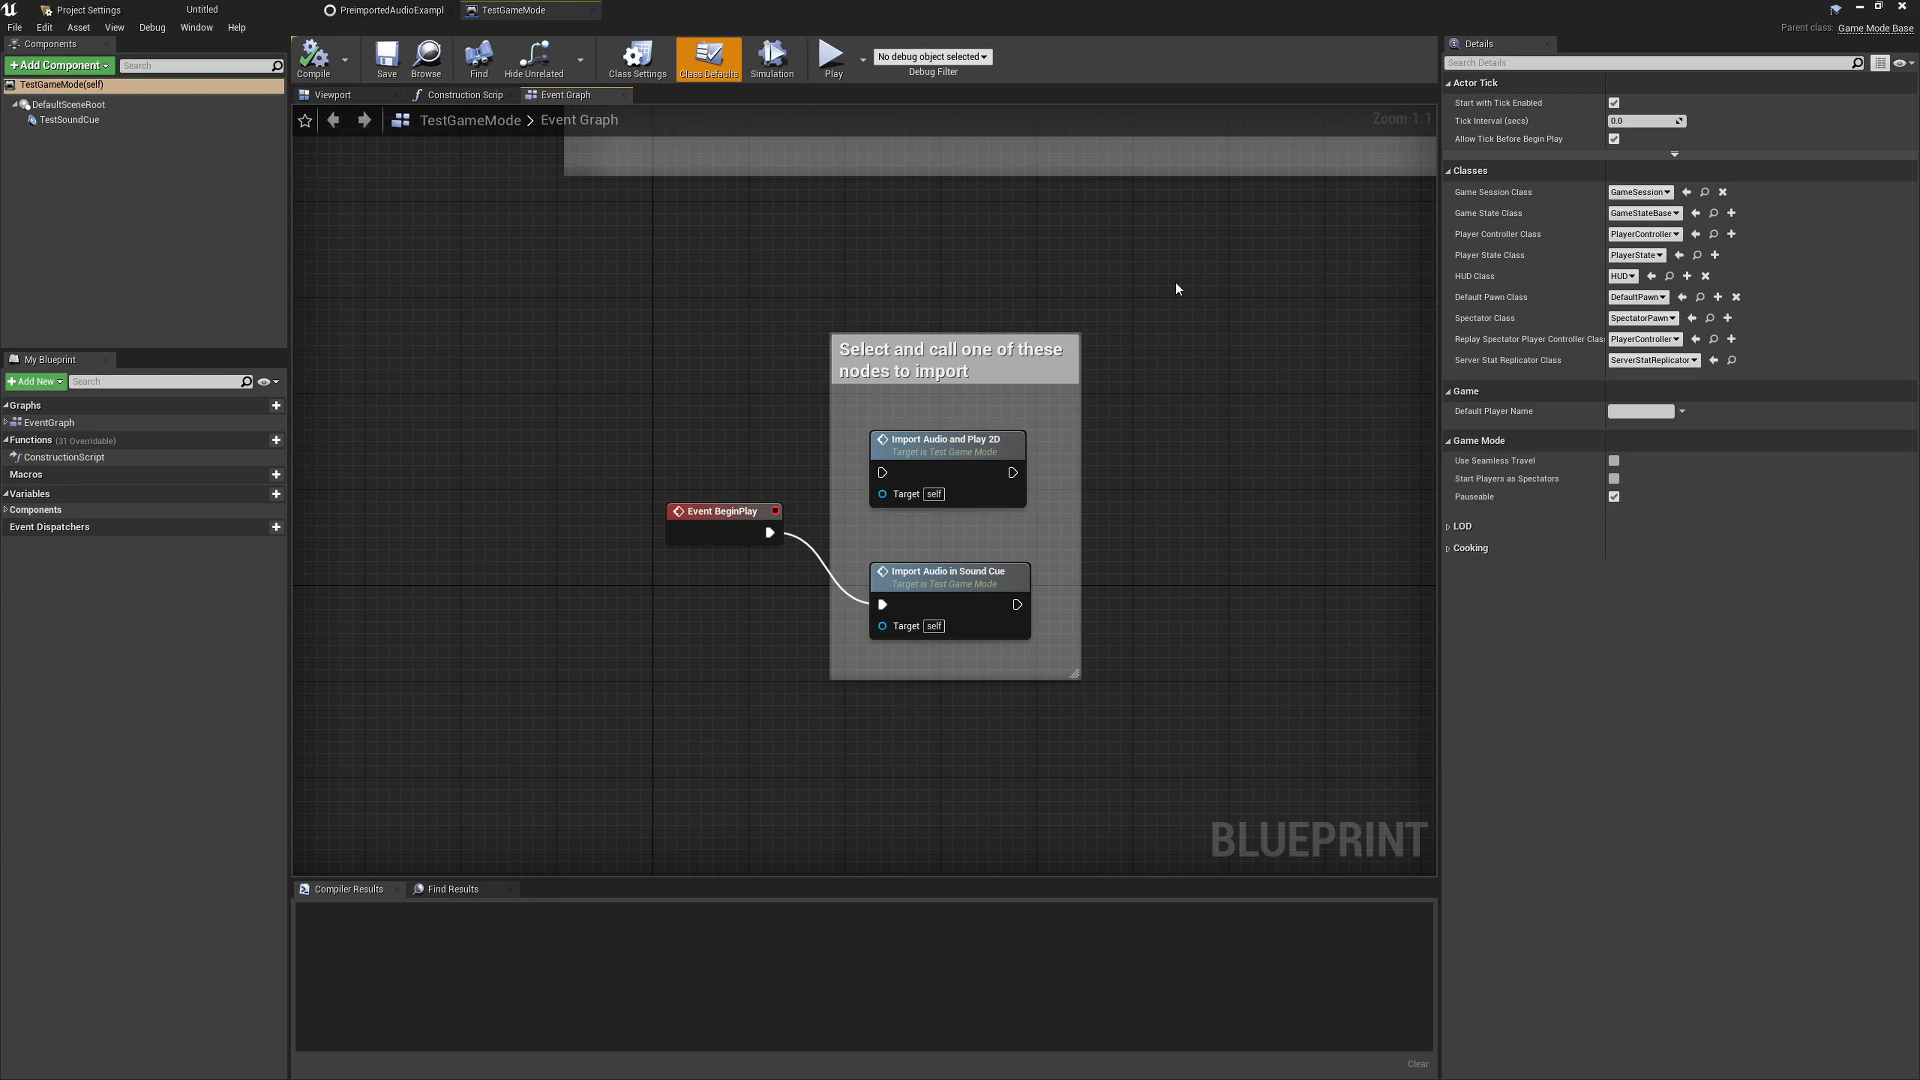 Project Settings
Untitled
PreimportedAudioExampl
TestGameMode
File Edit Asset View Debug Window Help
Parent class: Game Mode Base
Components
+Add Component
Search
TestGameMode(self)
DefaultSceneRoot
TestSoundCue
My Blueprint
+Add New
Search
Graphs
EventGraph
Functions (31 Overridable)
ConstructionScript
Macros
Variables
Components
Event Dispatchers
Compile
Save
Browse
Find
Hide Unrelated
Class Settings
Class Defaults
Simulation
Play
No debug object selected
Debug Filter
Viewport
Construction Scrip
Event Graph
TestGameMode > Event Graph
Zoom 1:1
Select and call one of these
nodes to import
Import Audio and Play 2D
Target is Test Game Mode
Target self
Event BeginPlay
Import Audio in Sound Cue
Target is Test Game Mode
Target self
BLUEPRINT
Compiler Results
Find Results
Clear
Details
Search Details
Actor Tick
Start with Tick Enabled
Tick Interval (secs) 0.0
Allow Tick Before Begin Play
Classes
Game Session Class GameSession
Game State Class GameStateBase
Player Controller Class PlayerController
Player State Class PlayerState
HUD Class HUD
Default Pawn Class DefaultPawn
Spectator Class SpectatorPawn
Replay Spectator Player Controller Class PlayerController
Server Stat Replicator Class ServerStatReplicator
Game
Default Player Name
Game Mode
Use Seamless Travel
Start Players as Spectators
Pauseable
LOD
Cooking